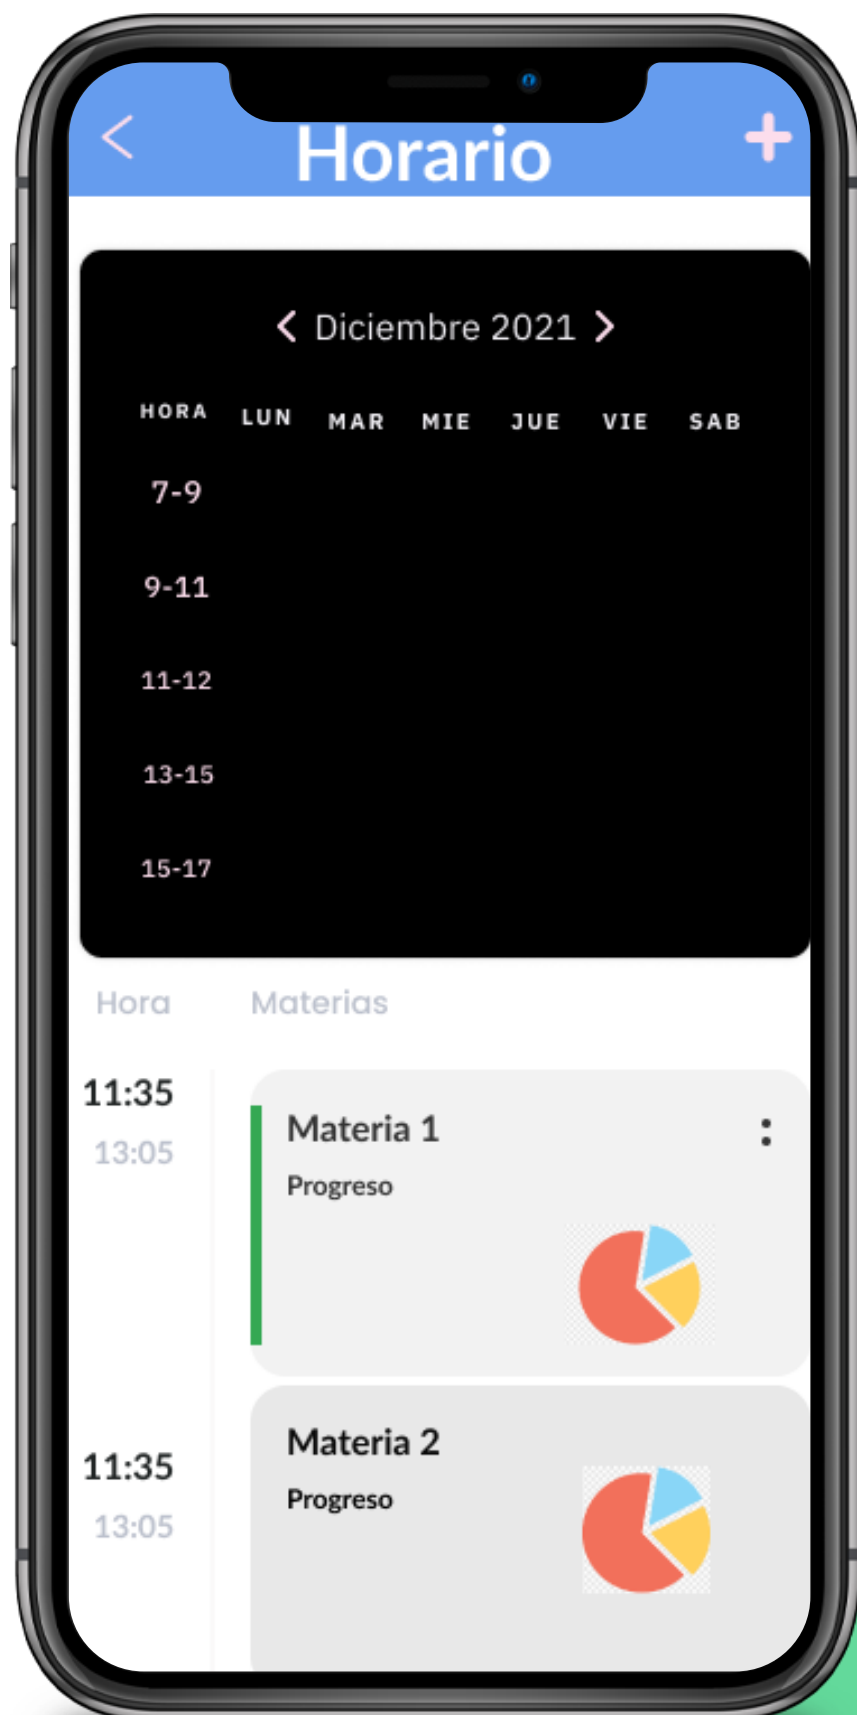 Horario
Diciembre 2021
HORA LUN MAR MIE JUE VIE SAB
7-9
9-11
11-12
13-15
15-17
Hora Materias
11:35
13:05
Materia 1
Progreso
11:35
13:05
Materia 2
Progreso